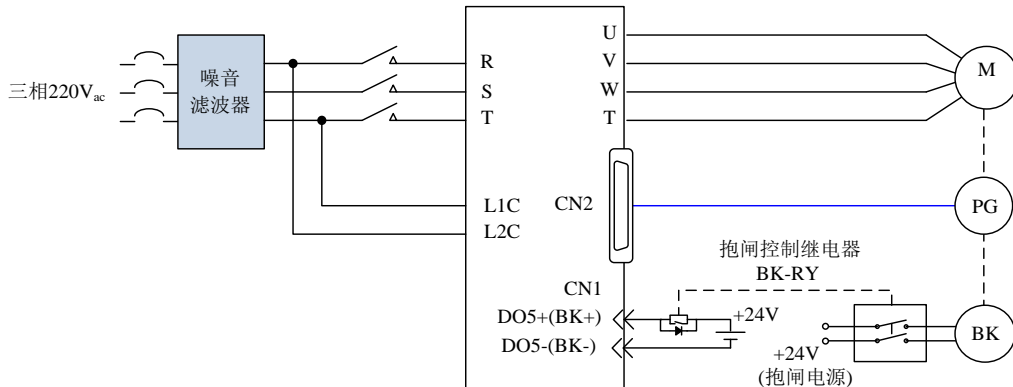 三相220Vac
噪音
滤波器
R
S
T
L1C
L2C
U
V
W
T
CN2
CN1
DO5+(BK+)
DO5-(BK-)
M
PG
BK
抱闸控制继电器
BK-RY
+24V
+24V
(抱闸电源)